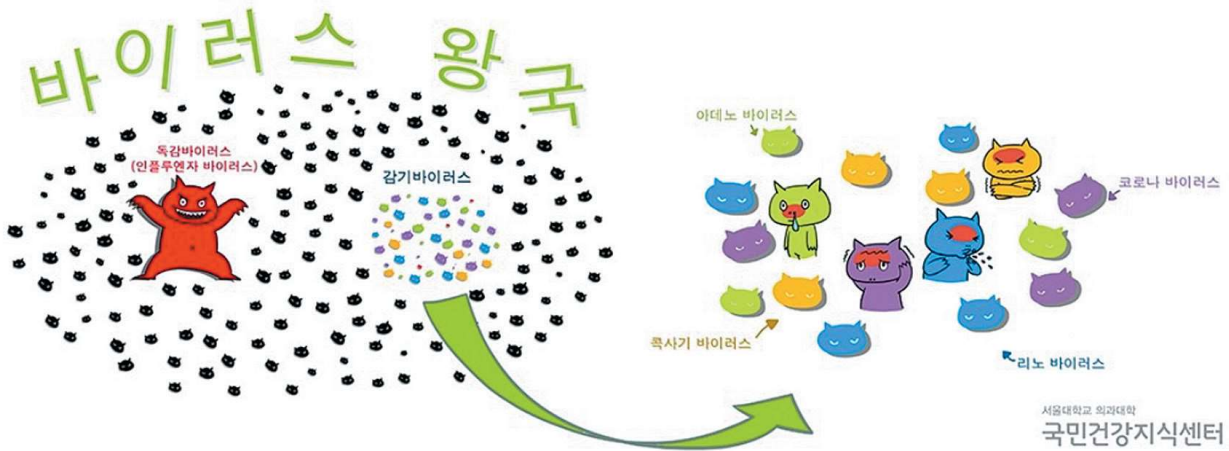 바이러스 왕국
독감바이러스
(인플루엔자 바이러스)
감기바이러스
아데노 바이러스
코로나 바이러스
콕사기 바이러스
리노 바이러스
서울대학교 의과대학
국민건강지식센터